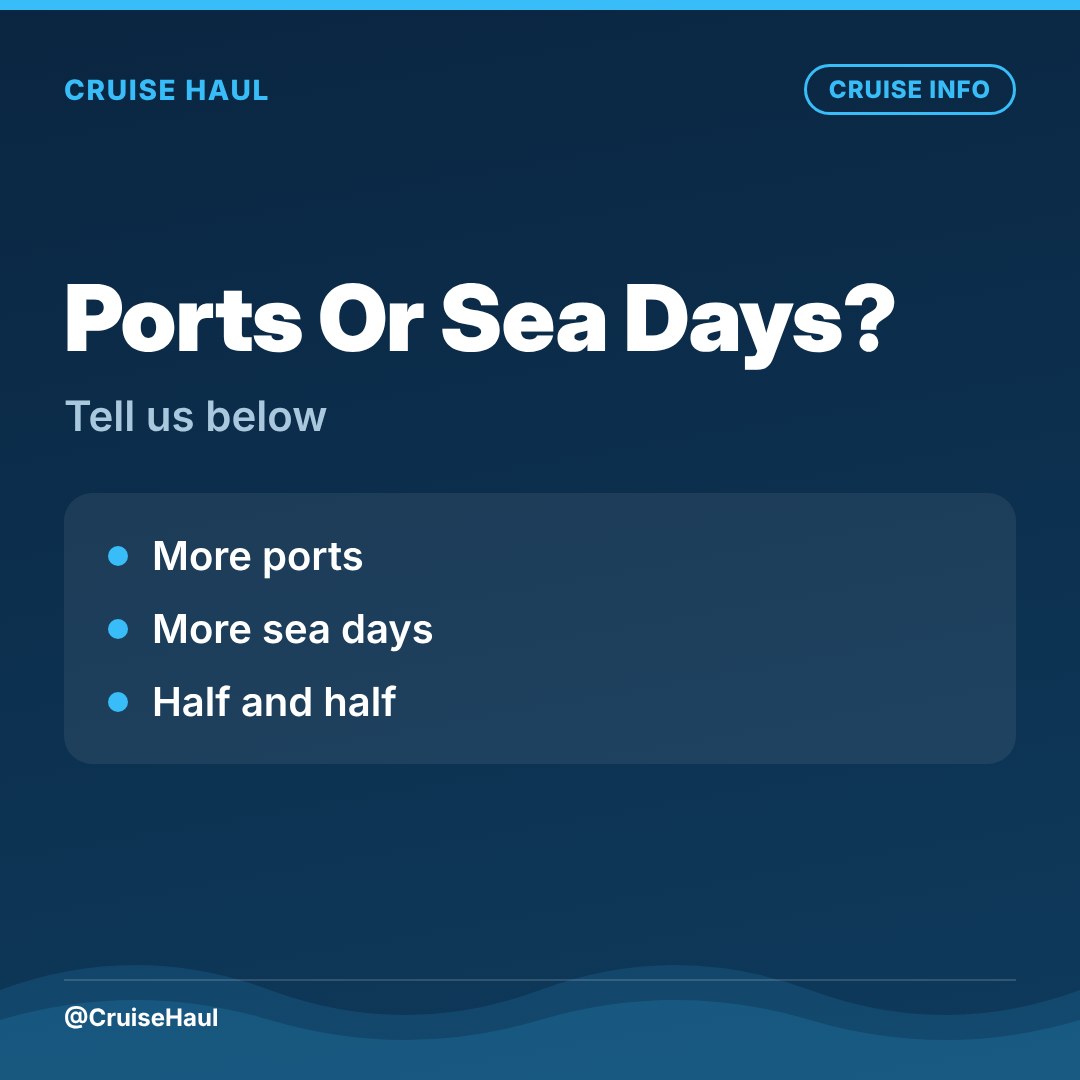 CRUISE HAUL
CRUISE INFO
Ports Or Sea Days?
Tell us below
More ports
More sea days
Half and half
@CruiseHaul